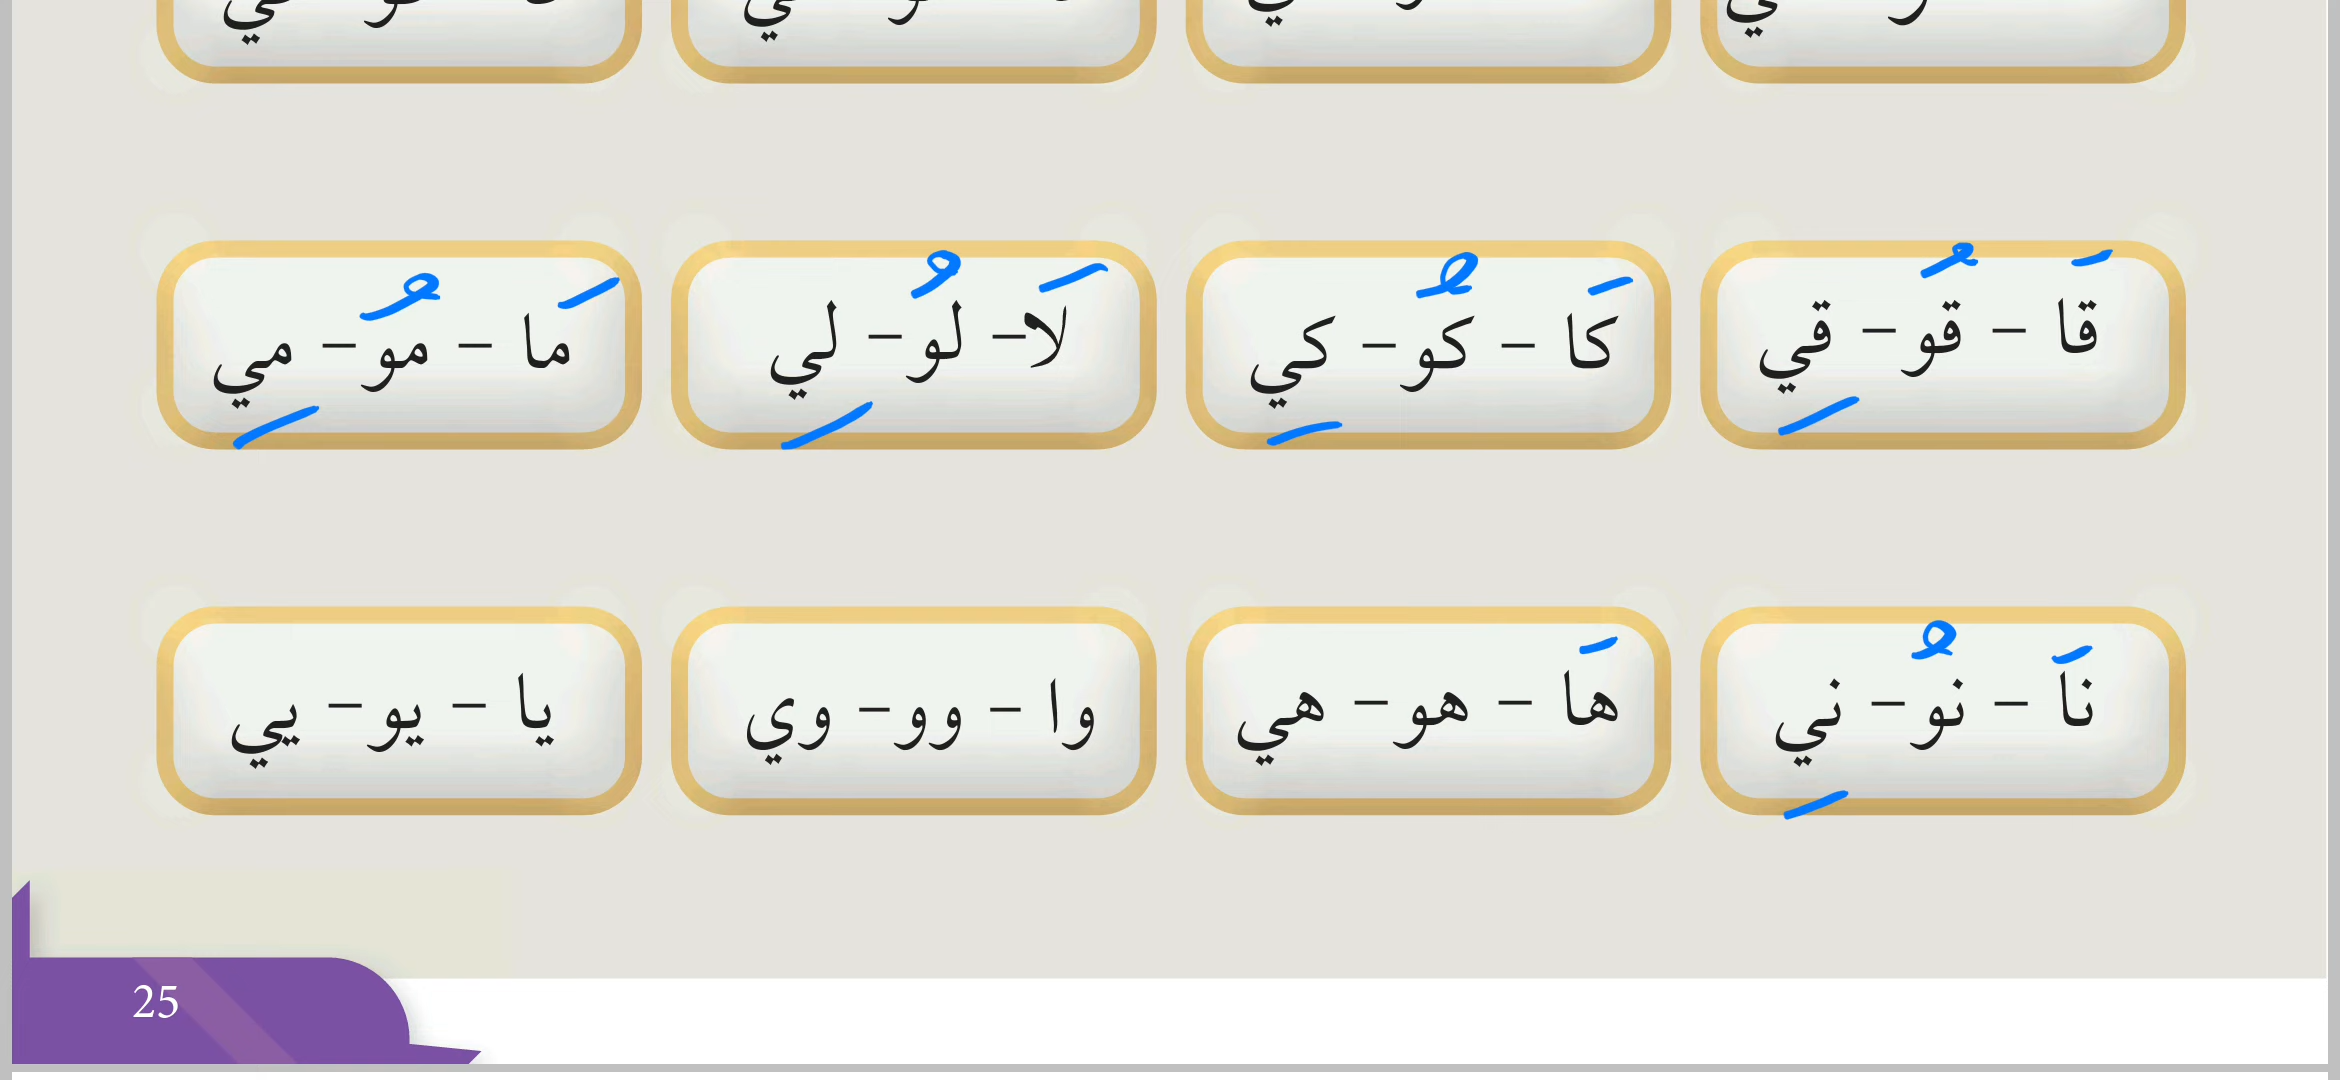 قَا - قُو - قِي
كَا - كُو - كِي
لَا - لُو - لِي
مَا - مُو - مِي
نَا - نُو - نِي
هَا - هو - هي
وا - وو - وي
يا - يو - يي
25